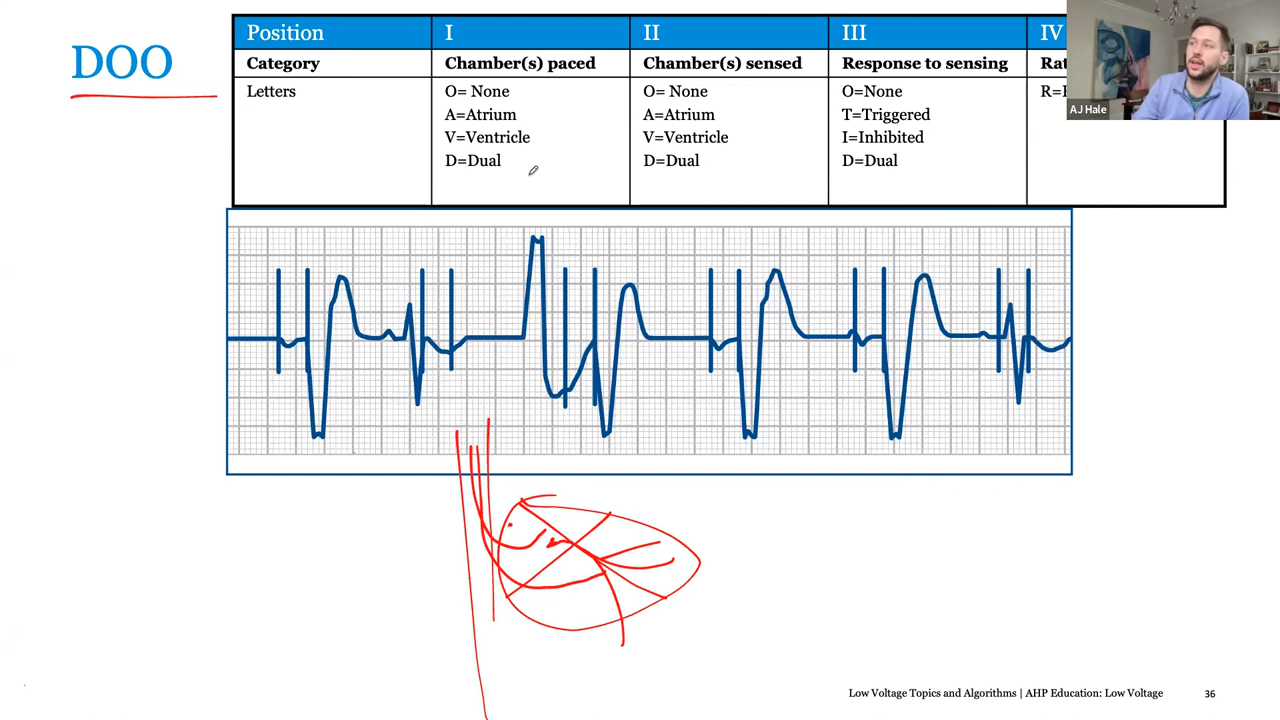 DOO
Position I II III IV
Category Chamber(s) paced Chamber(s) sensed Response to sensing
Letters O= None O= None O=None
A=Atrium A=Atrium T=Triggered
V=Ventricle V=Ventricle I=Inhibited
D=Dual D=Dual D=Dual
AJ Hale
Low Voltage Topics and Algorithms | AHP Education: Low Voltage 36